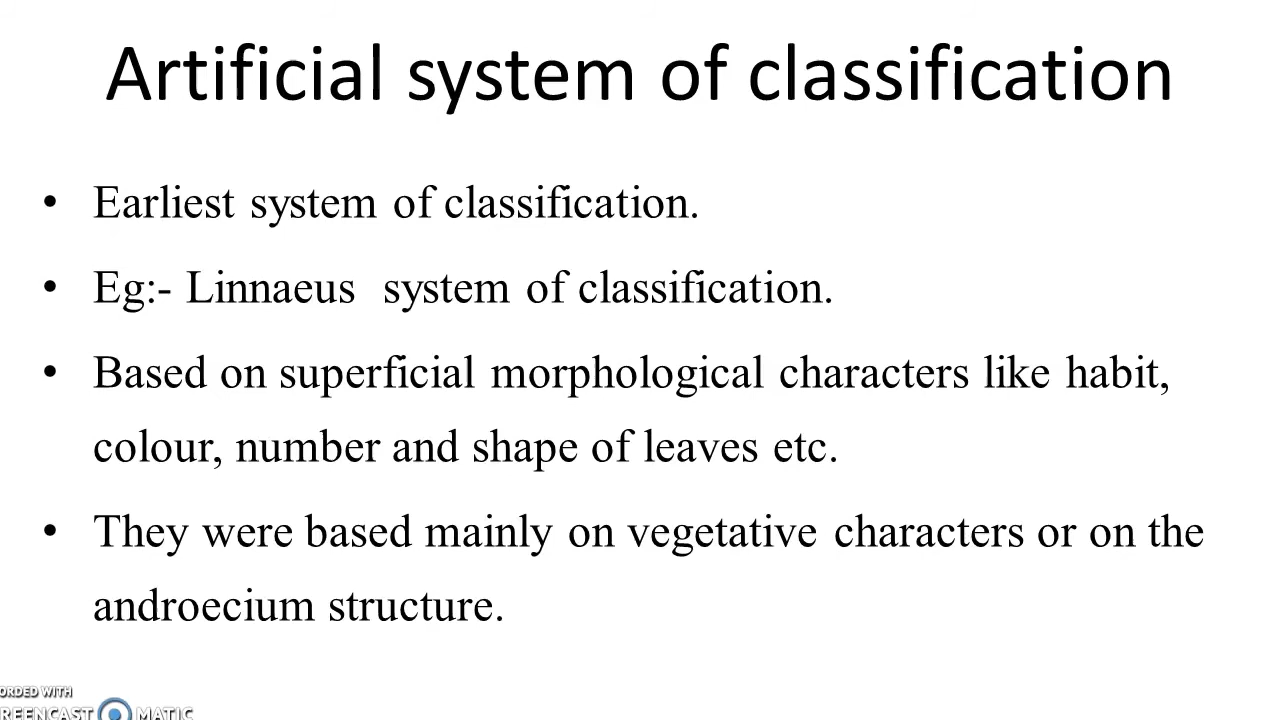 Artificial system of classification
• Earliest system of classification.
• Eg:- Linnaeus system of classification.
• Based on superficial morphological characters like habit,
colour, number and shape of leaves etc.
• They were based mainly on vegetative characters or on the
androecium structure.
ORDED WITH
REENCAST MATIC